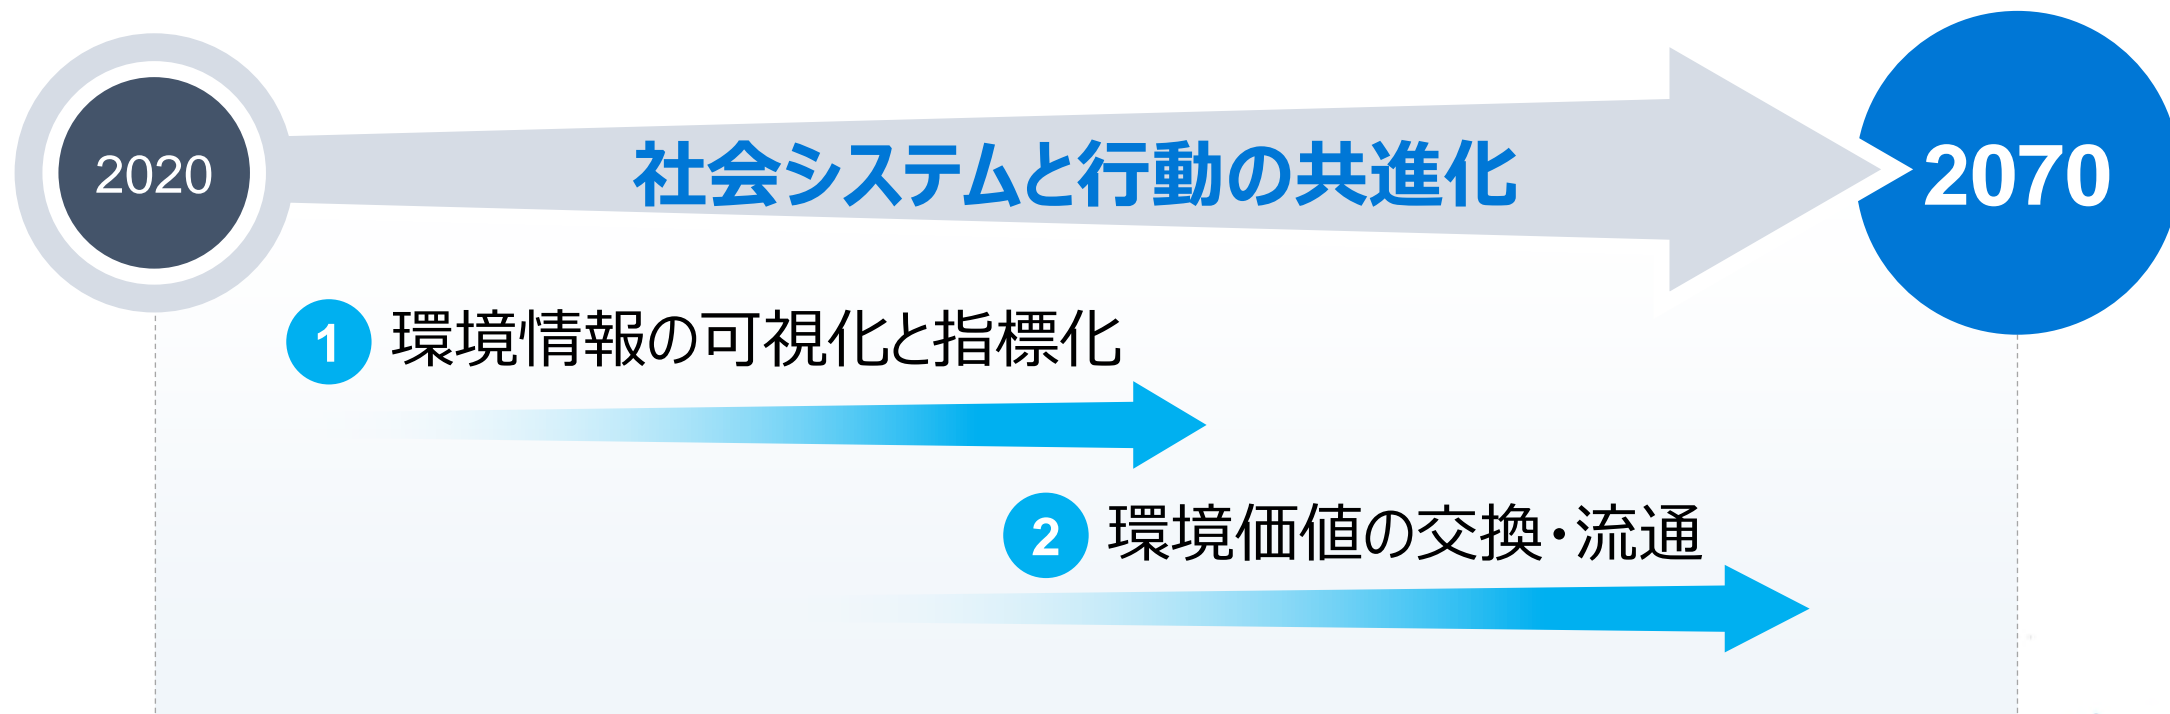 2020
社会システムと行動の共進化
2070
1 環境情報の可視化と指標化
2 環境価値の交換・流通